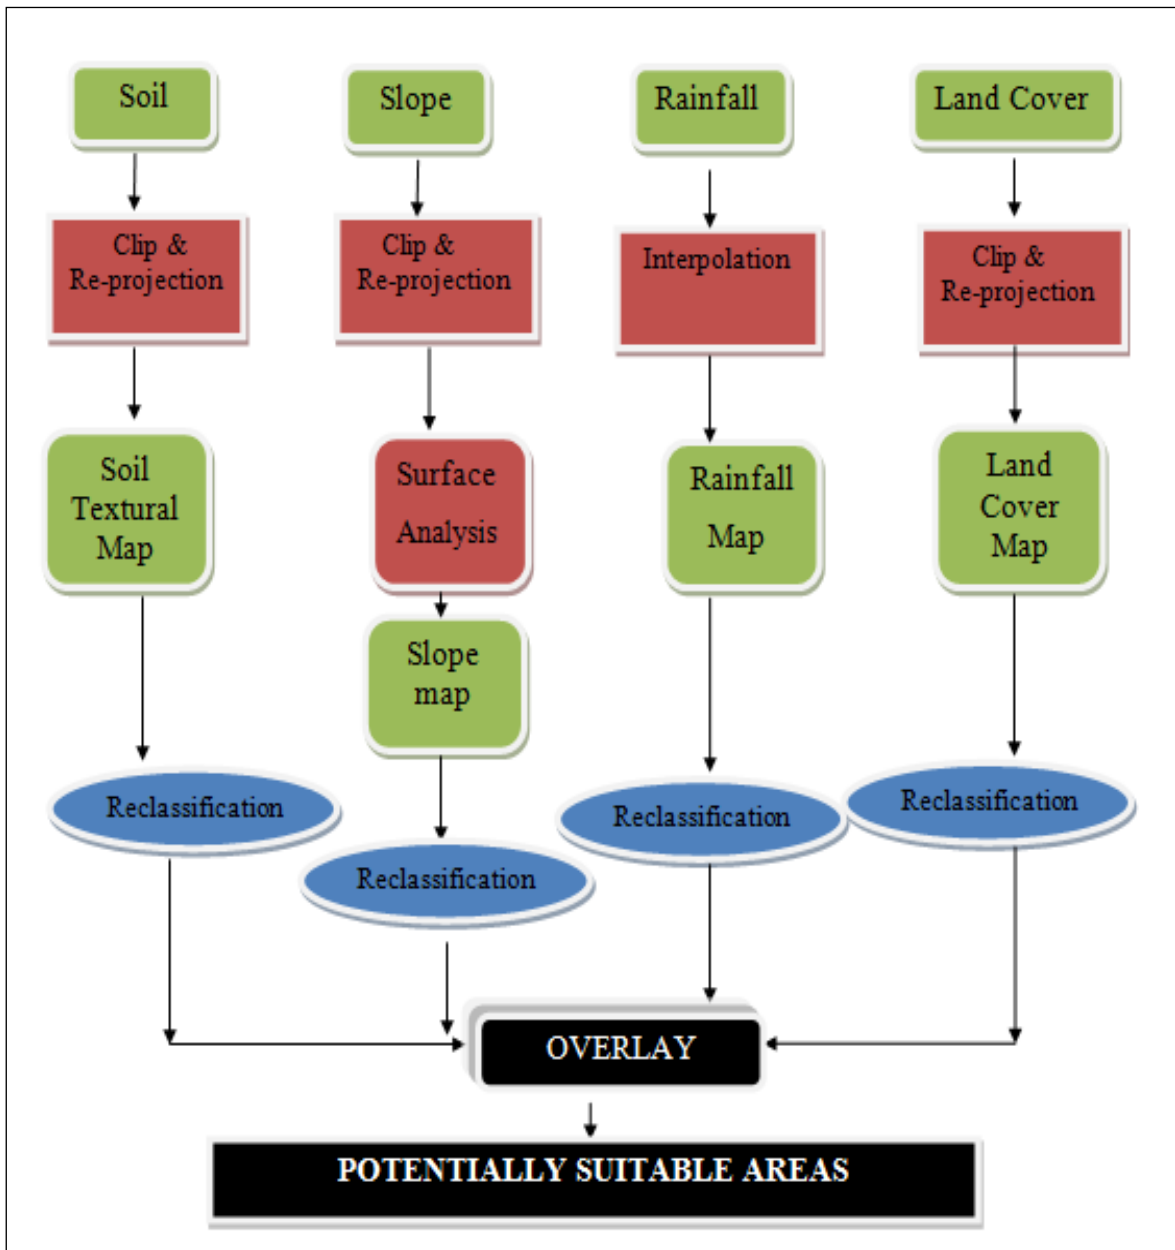 Soil
Slope
Rainfall
Land Cover
Clip &
Re-projection
Clip &
Re-projection
Interpolation
Clip &
Re-projection
Soil
Textural
Map
Surface
Analysis
Rainfall
Map
Land
Cover
Map
Slope
map
Reclassification
Reclassification
Reclassification
Reclassification
OVERLAY
POTENTIALLY SUITABLE AREAS